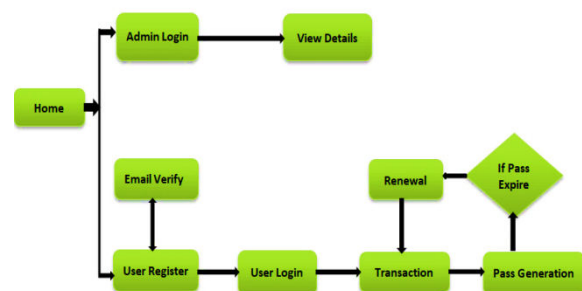 Admin Login
View Details
Home
Email Verify
Renewal
If Pass
Expire
User Register
User Login
Transaction
Pass Generation